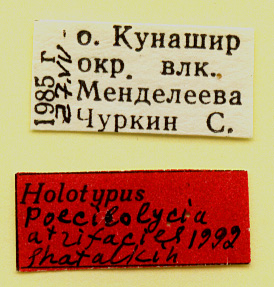 о. Кунашир
окр. влк.
Менделеева
Чуркин С.
1985 г
27.VII
Holotypus
Poecilolycia
atrifacies 1992
Shatalkin